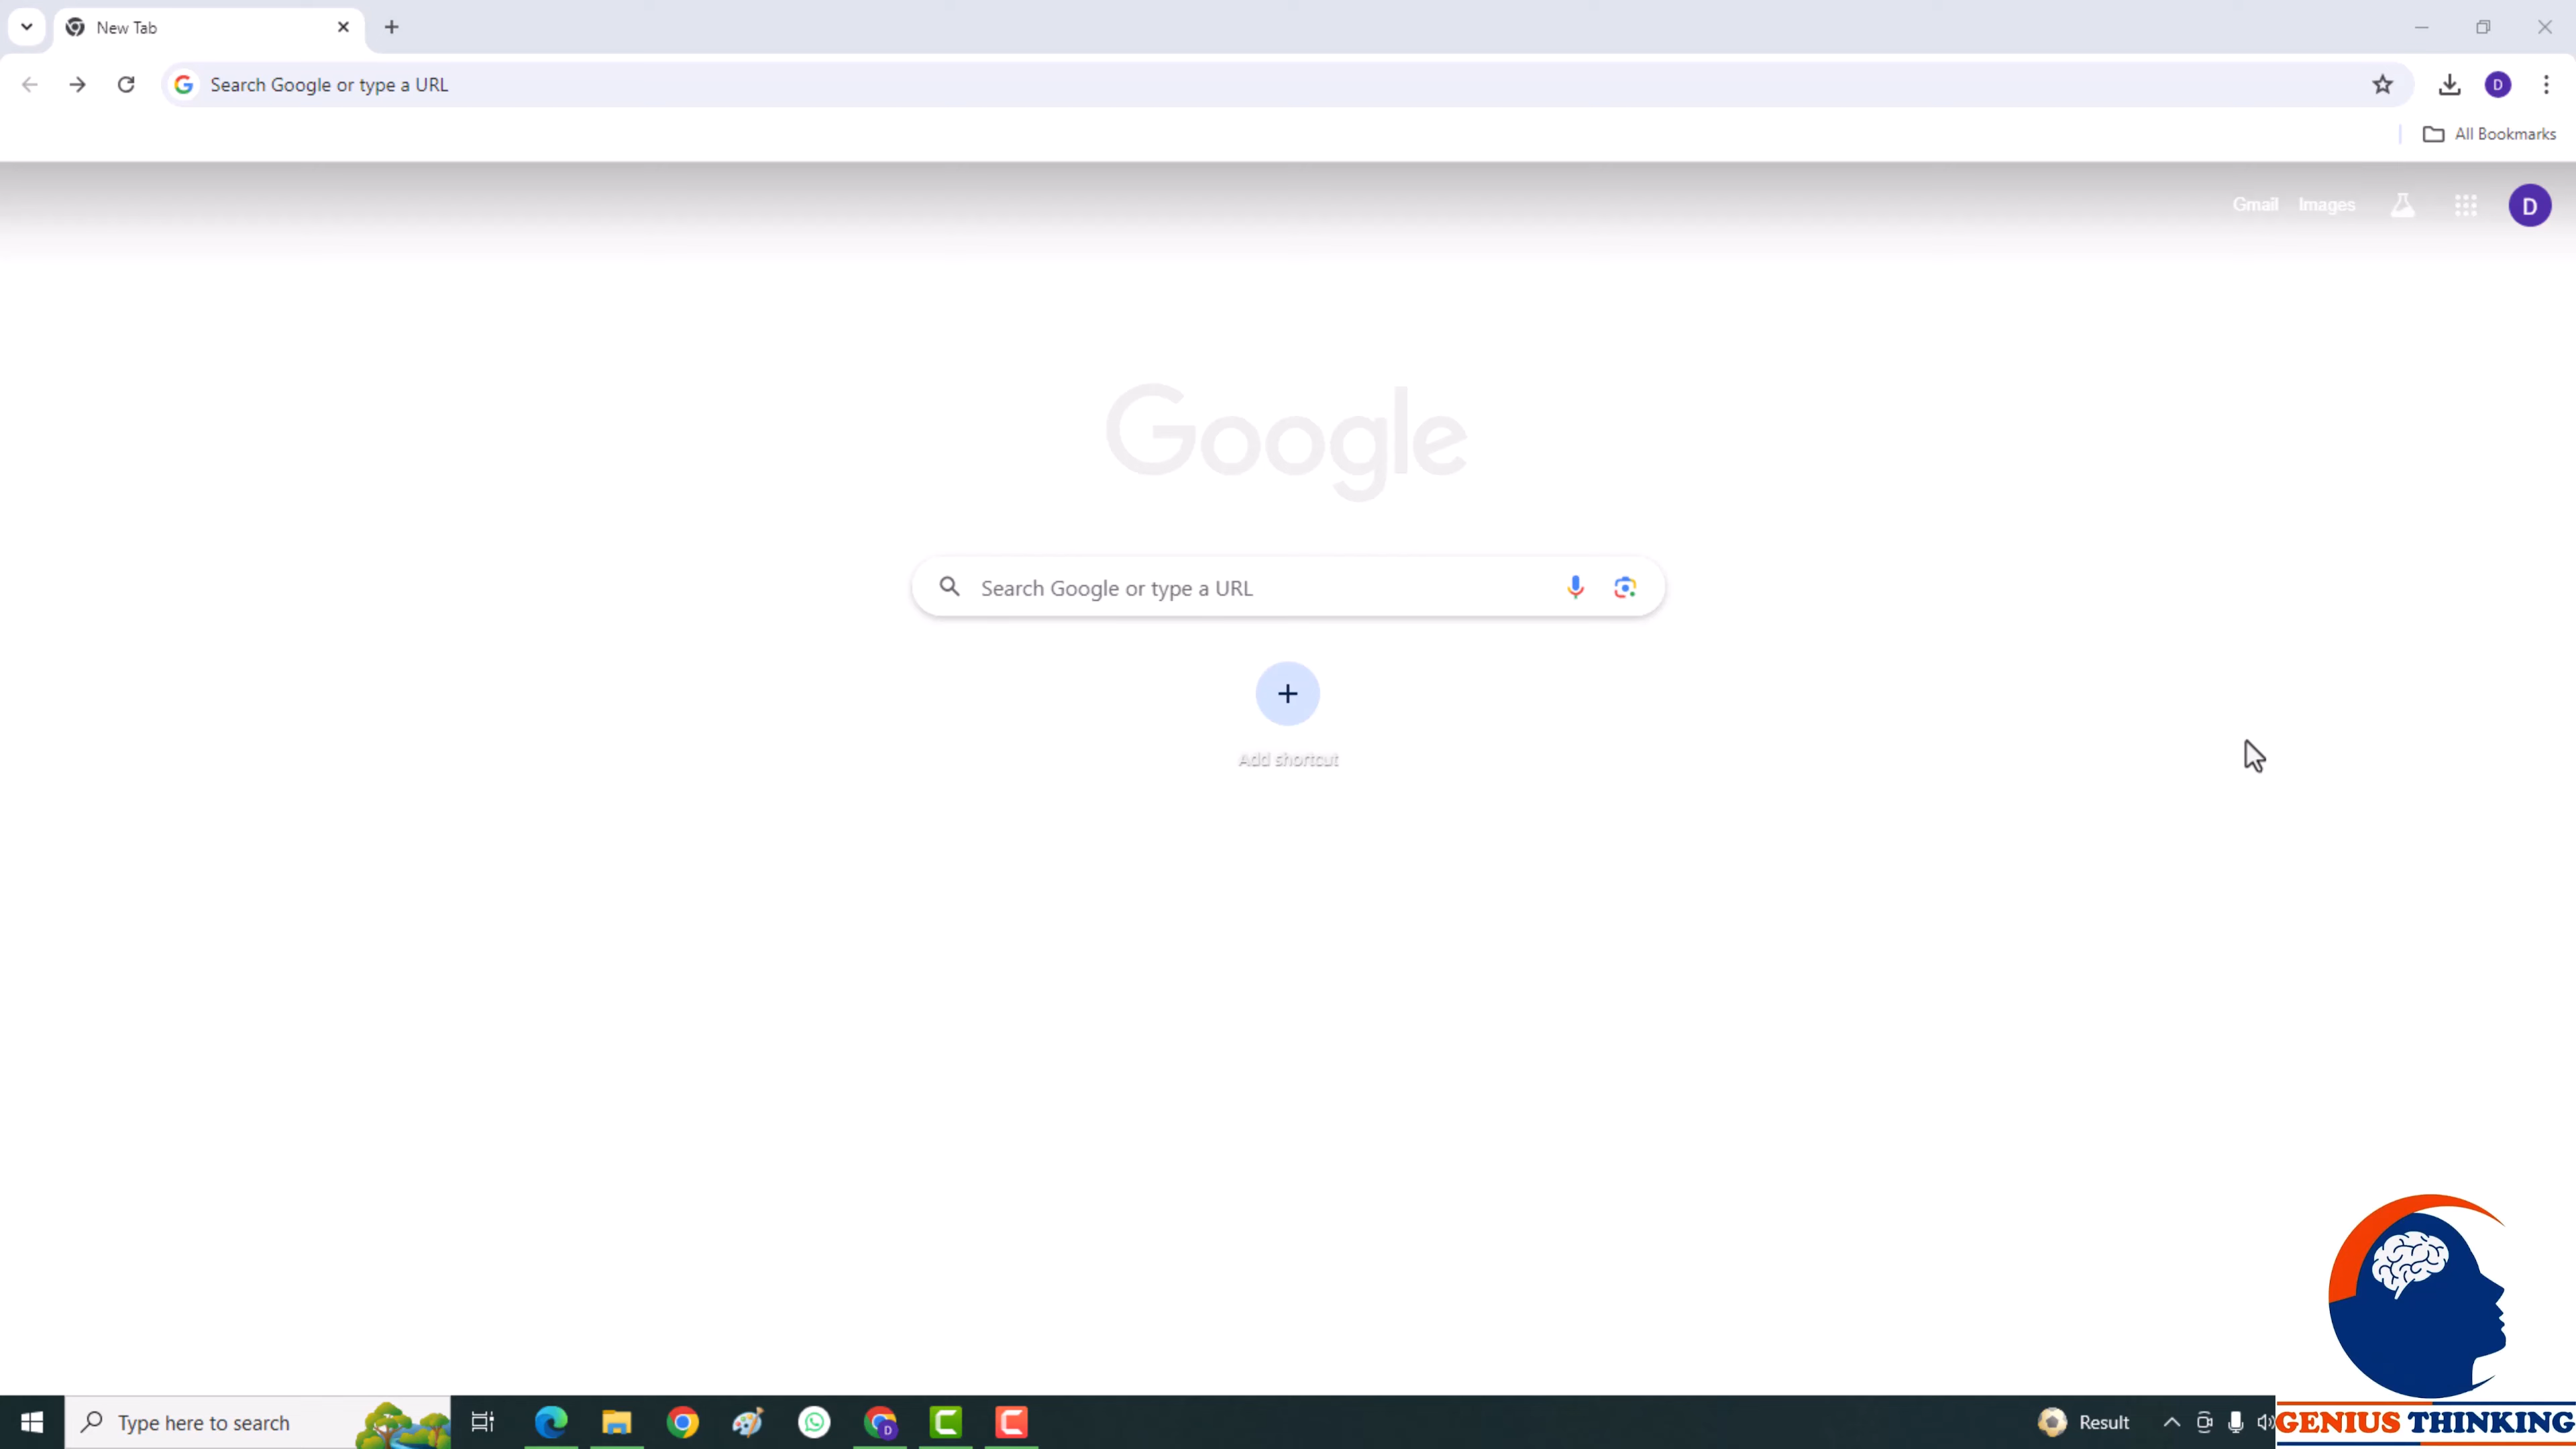 New Tab
Search Google or type a URL
D
All Bookmarks
Gmail Images
D
Google
Search Google or type a URL
Add shortcut
Type here to search
D
Result
GENIUS THINKING